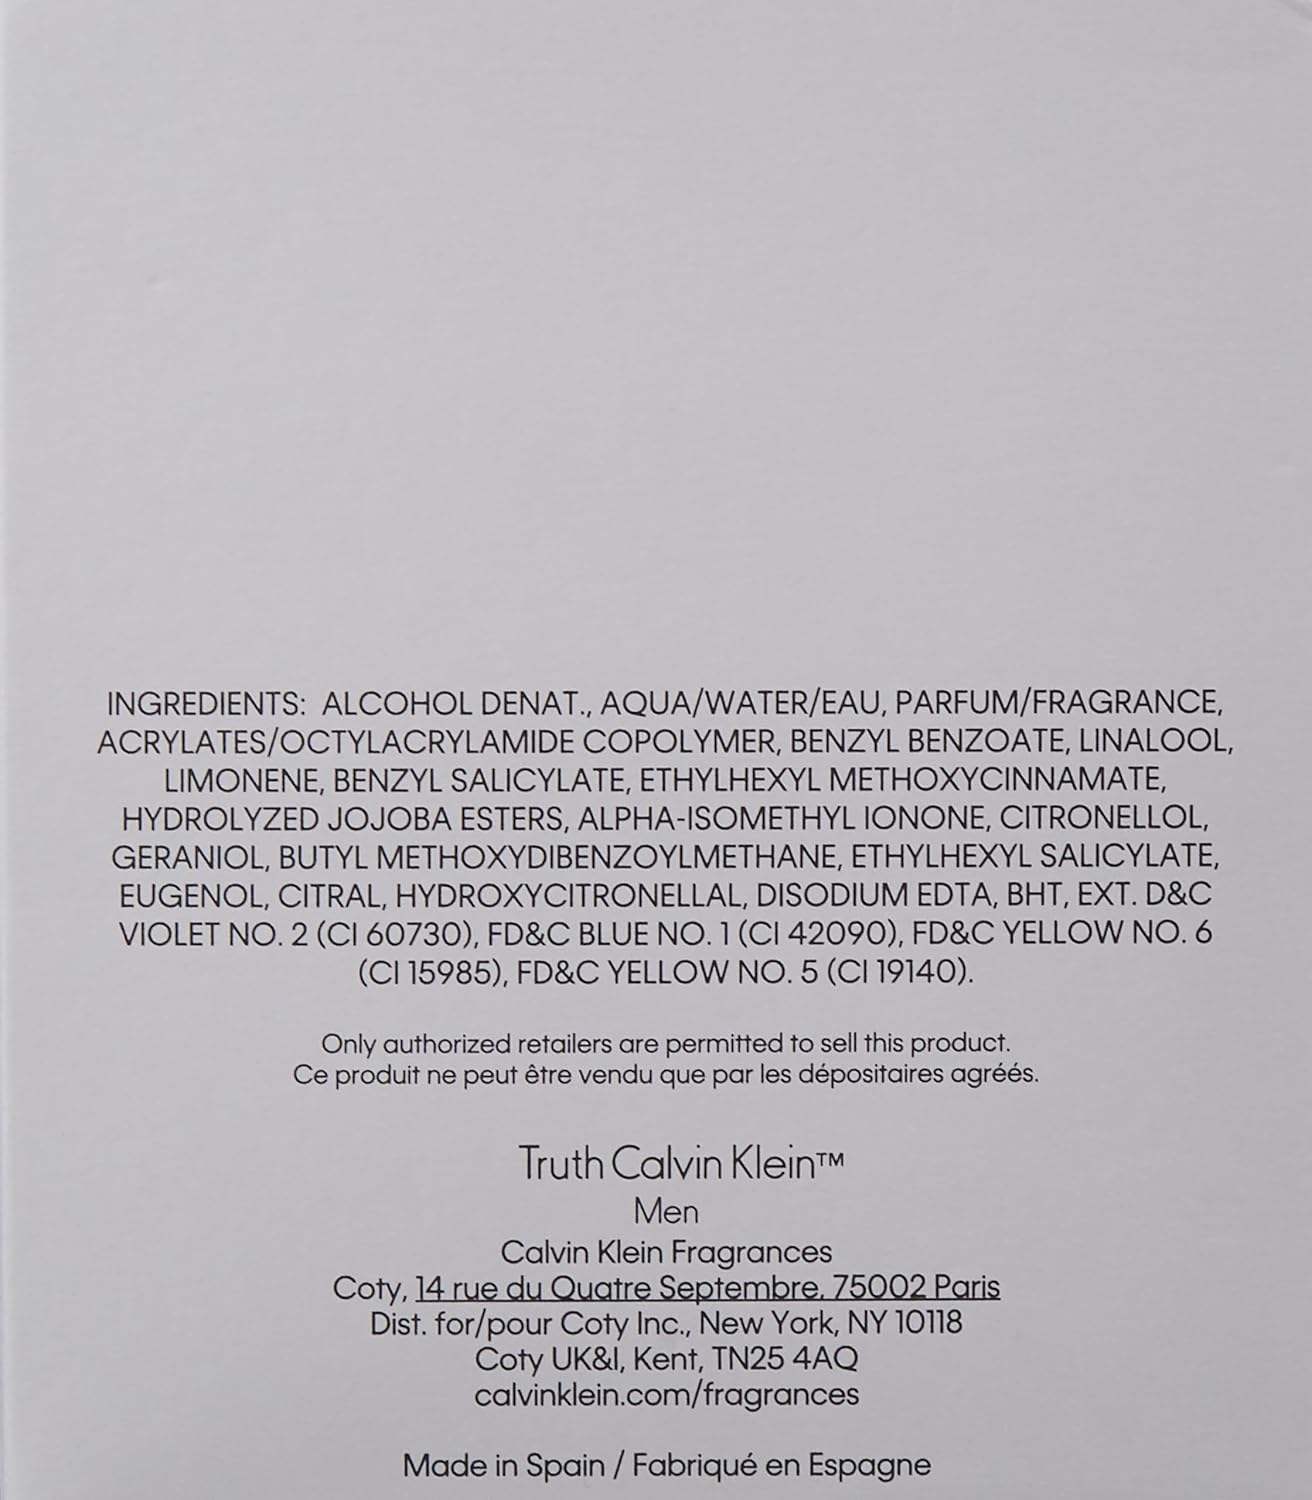 INGREDIENTS: ALCOHOL DENAT., AQUA/WATER/EAU, PARFUM/FRAGRANCE,
ACRYLATES/OCTYLACRYLAMIDE COPOLYMER, BENZYL BENZOATE, LINALOOL,
LIMONENE, BENZYL SALICYLATE, ETHYLHEXYL METHOXYCINNAMATE,
HYDROLYZED JOJOBA ESTERS, ALPHA-ISOMETHYL IONONE, CITRONELLOL,
GERANIOL, BUTYL METHOXYDIBENZOYLMETHANE, ETHYLHEXYL SALICYLATE,
EUGENOL, CITRAL, HYDROXYCITRONELLAL, DISODIUM EDTA, BHT, EXT. D&C
VIOLET NO. 2 (CI 60730), FD&C BLUE NO. 1 (CI 42090), FD&C YELLOW NO. 6
(CI 15985), FD&C YELLOW NO. 5 (CI 19140).
Only authorized retailers are permitted to sell this product.
Ce produit ne peut être vendu que par les dépositaires agréés.
Truth Calvin Klein™
Men
Calvin Klein Fragrances
Coty, 14 rue du Quatre Septembre, 75002 Paris
Dist. for/pour Coty Inc., New York, NY 10118
Coty UK&I, Kent, TN25 4AQ
calvinklein.com/fragrances
Made in Spain / Fabriqué en Espagne